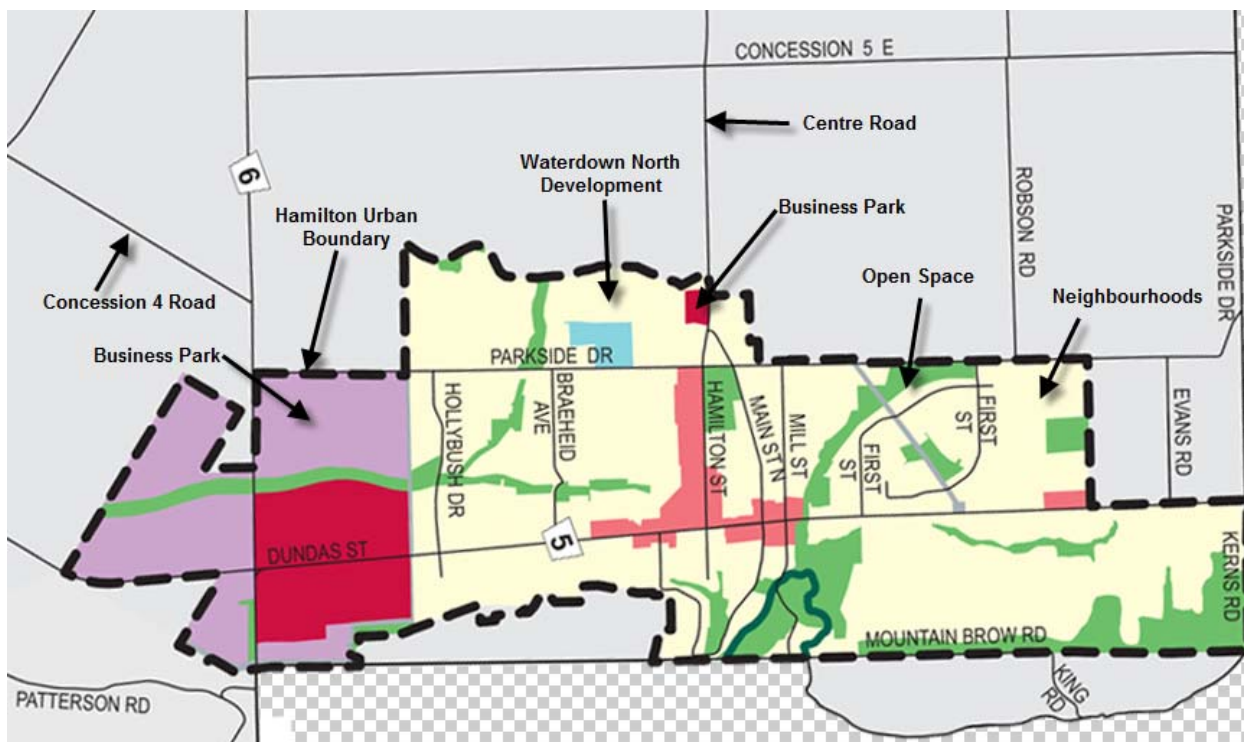 CONCESSION 5 E
Centre Road
Waterdown North
Development
6
ROBSON RD
PARKSIDE DR
Hamilton Urban
Boundary
Business Park
Open Space
Neighbourhoods
Concession 4 Road
Business Park
PARKSIDE DR
HOLLYBUSH DR
BRAEHEID
AVE
HAMILTON ST
MAIN ST N
MILL ST
FIRST
ST
FIRST
ST
EVANS RD
DUNDAS ST
5
KERNS RD
MOUNTAIN BROW RD
KING
RD
PATTERSON RD